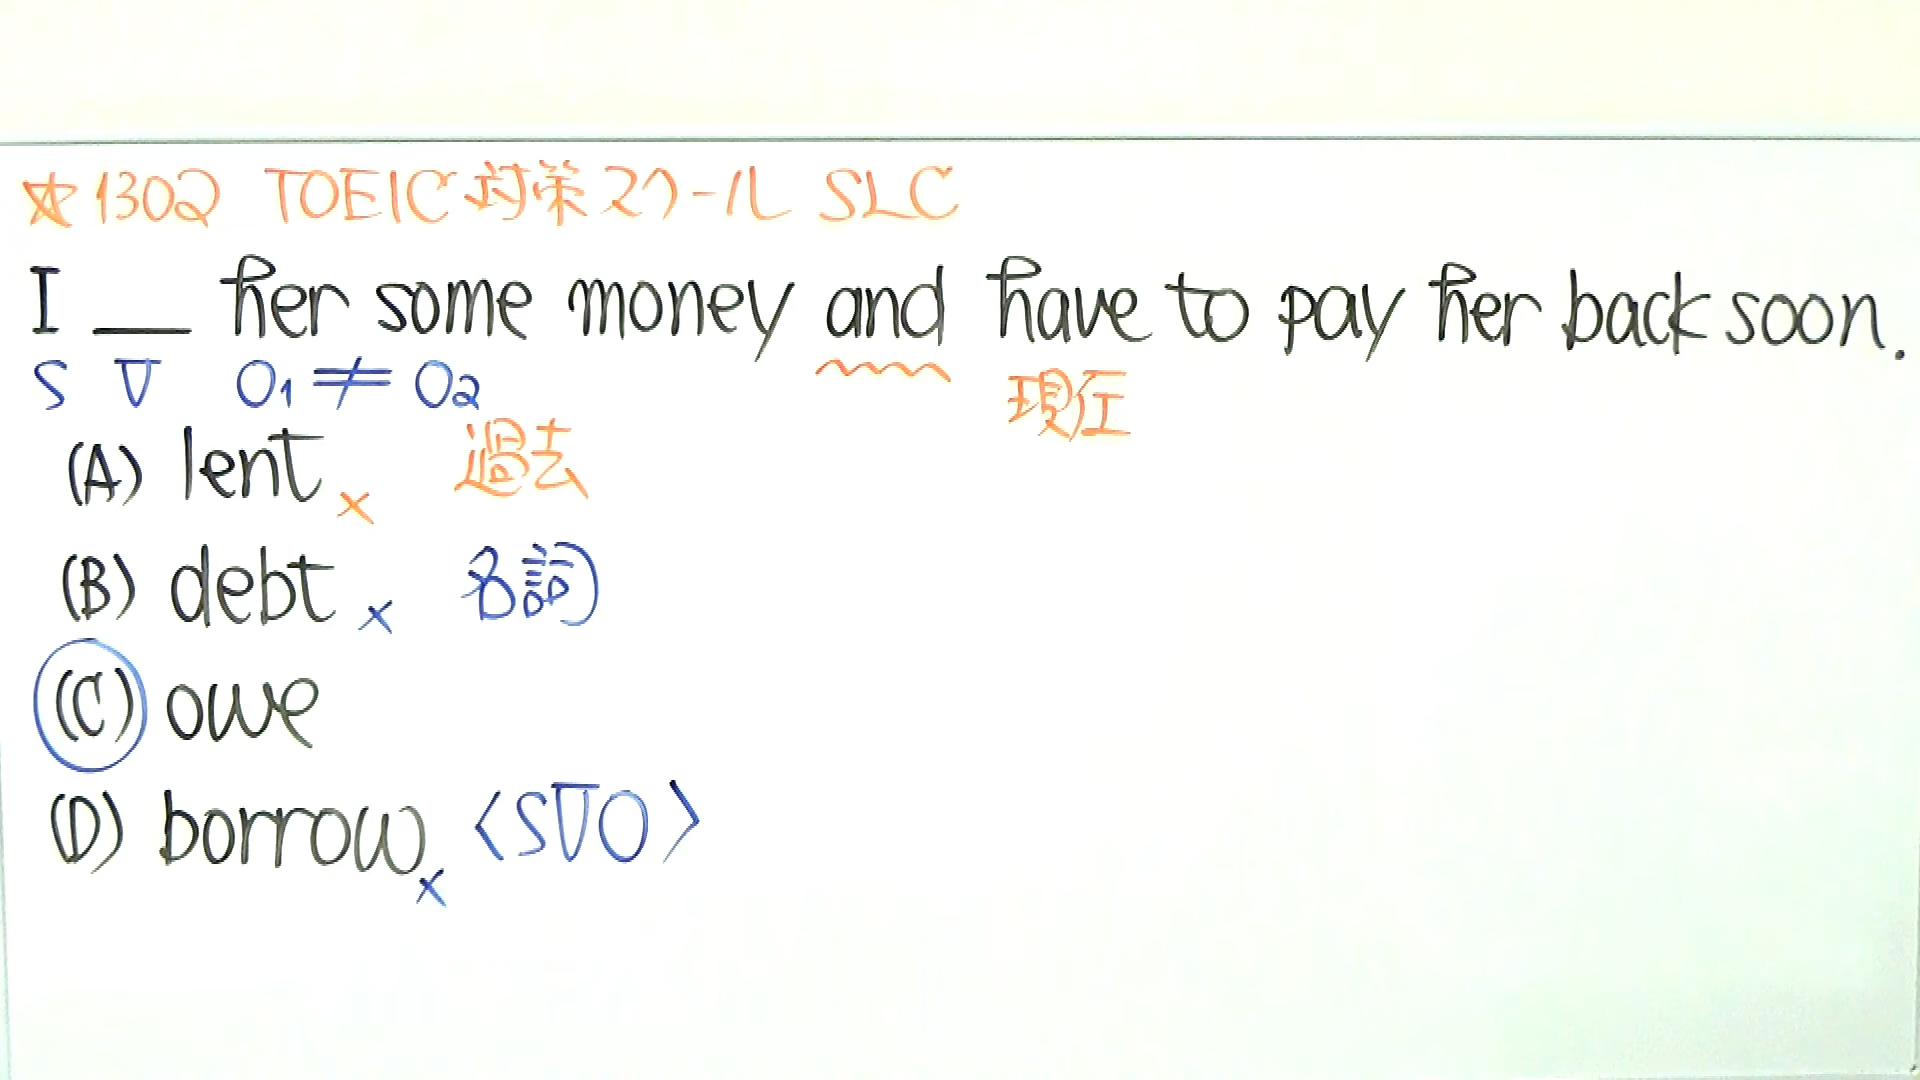 ☆1302 TOEIC対策スクール SLC
I __ her some money and have to pay her back soon.
S V O1≠O2
現在
(A) lent × 過去
(B) debt × 名詞
(C) owe
(D) borrow × <SVO>